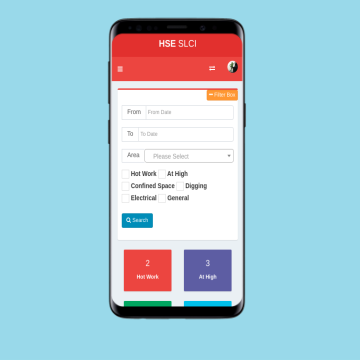 HSE SLCI
Filter Box
From From Date
To To Date
Area Please Select
Hot Work At High
Confined Space Digging
Electrical General
Search
2 3
Hot Work At High